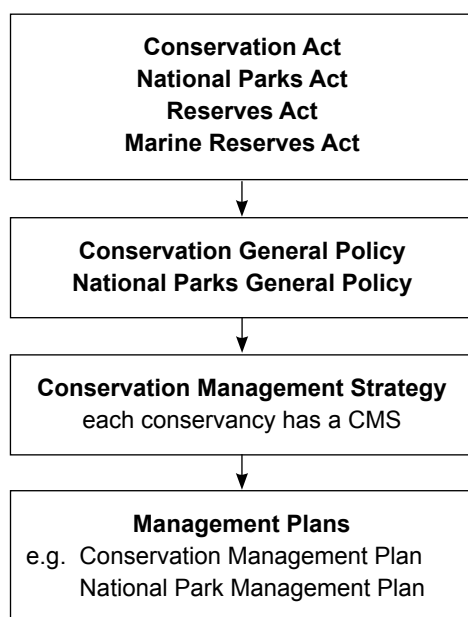 Conservation Act
National Parks Act
Reserves Act
Marine Reserves Act
Conservation General Policy
National Parks General Policy
Conservation Management Strategy
each conservancy has a CMS
Management Plans
e.g. Conservation Management Plan
National Park Management Plan